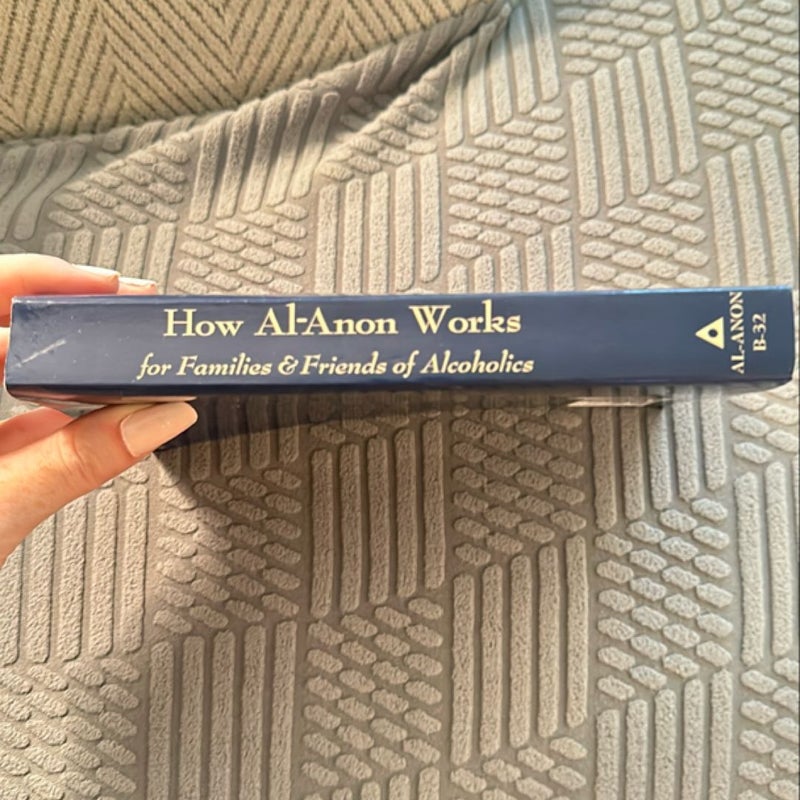 How Al-Anon Works
for Families & Friends of Alcoholics
AL-ANON
B-32